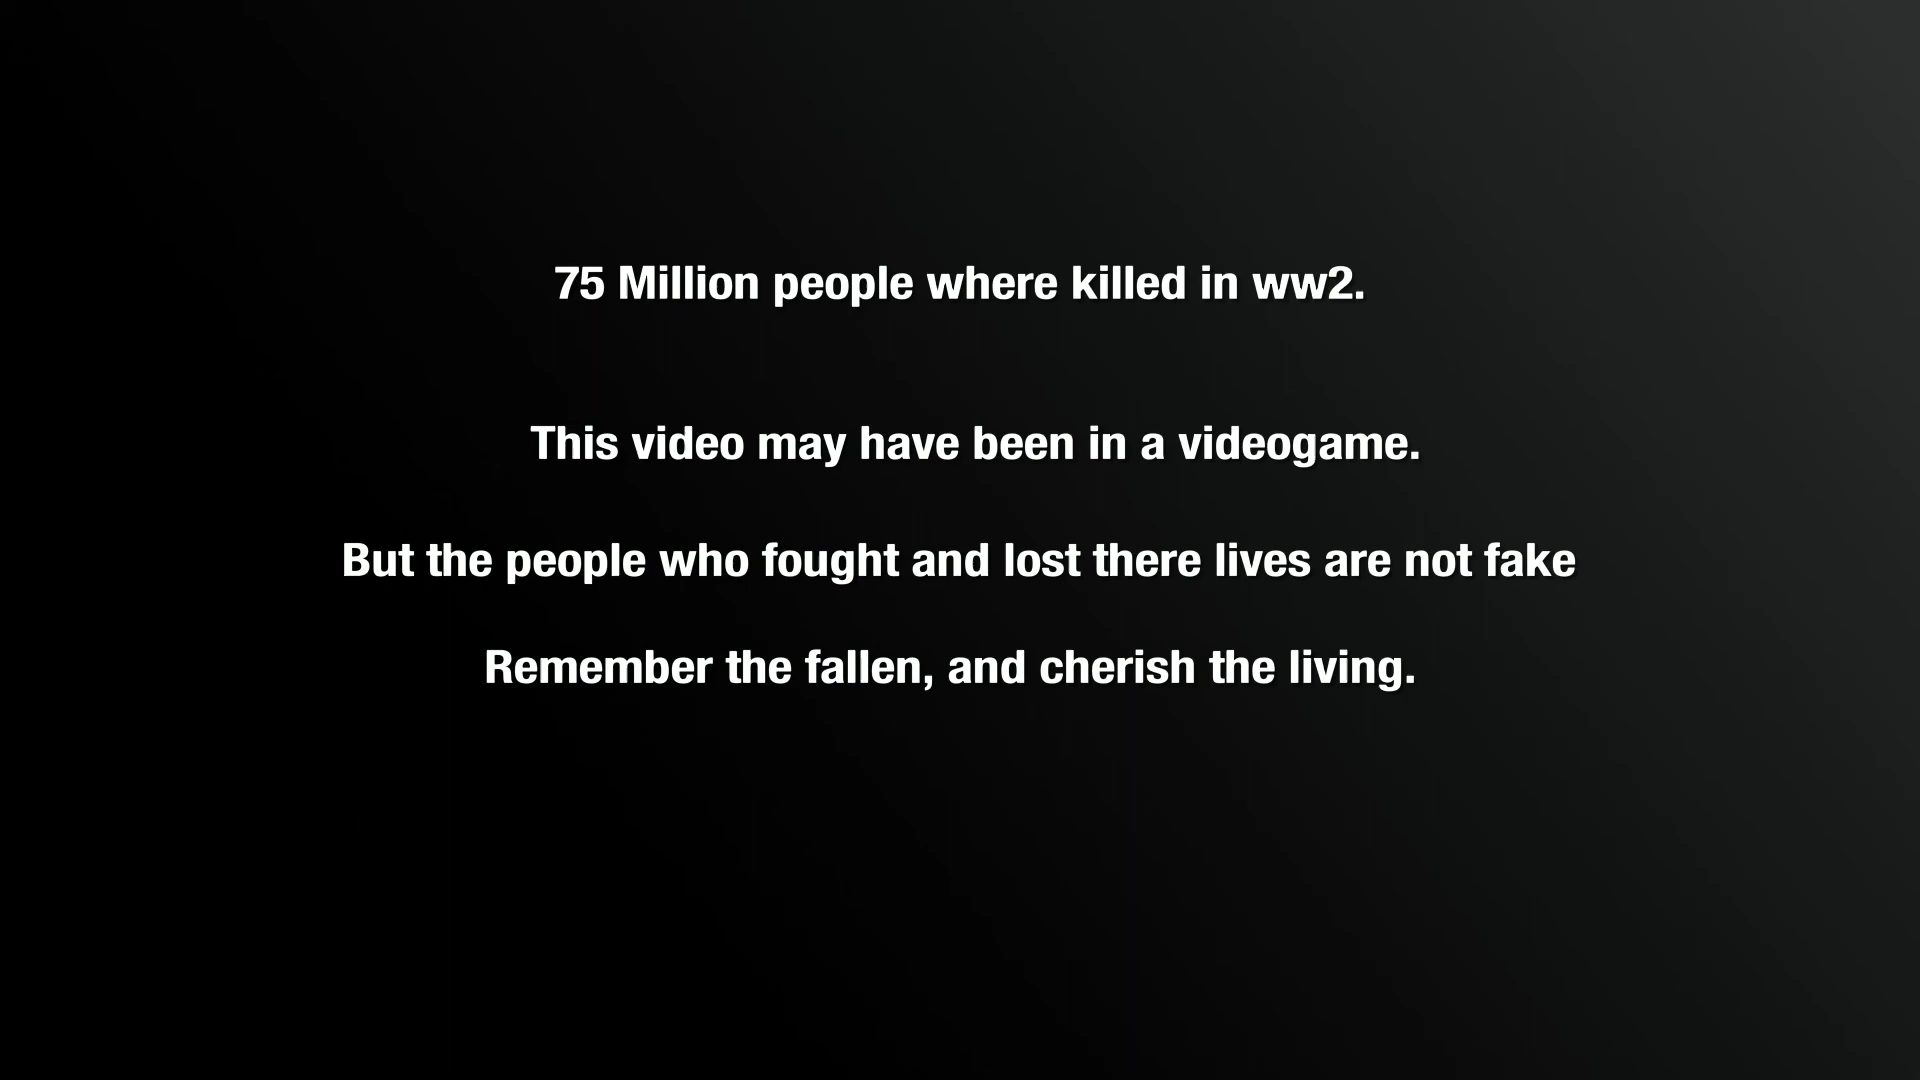 75 Million people where killed in ww2.
This video may have been in a videogame.
But the people who fought and lost there lives are not fake
Remember the fallen, and cherish the living.